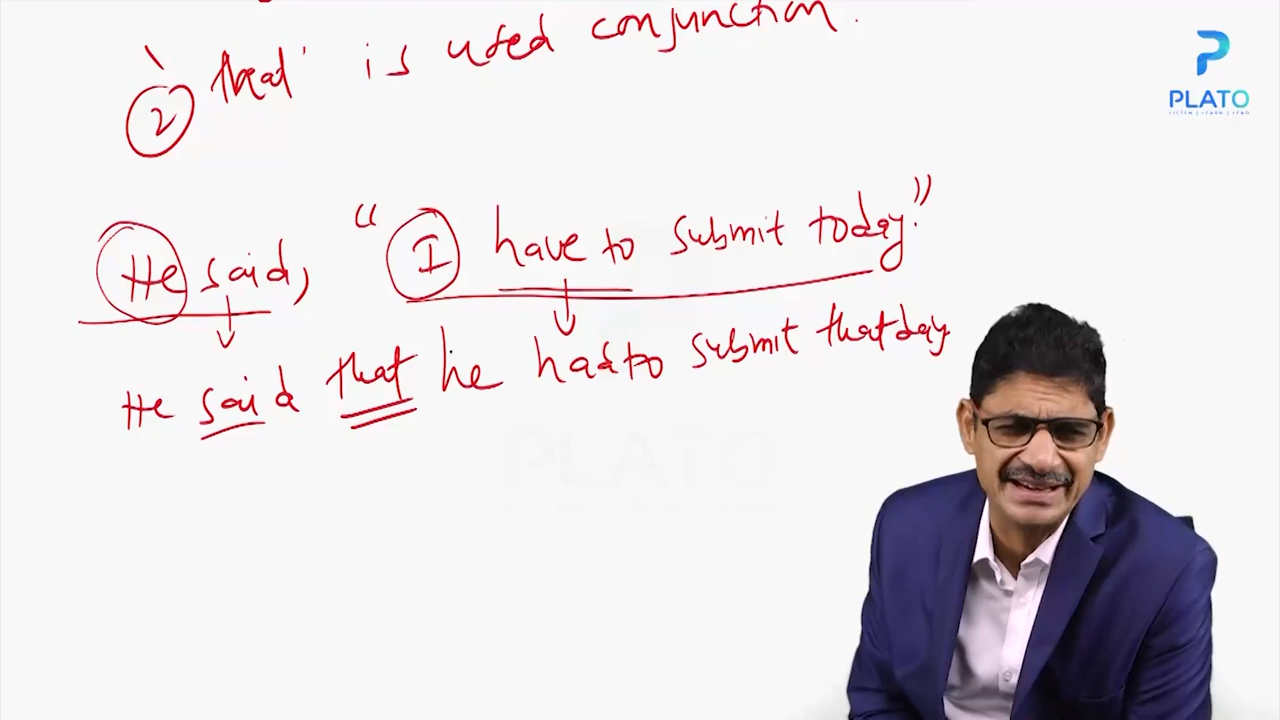 ② 'that' is used conjunction.
PLATO
He said, "I have to submit today."
He said that he had to submit that day
PLATO